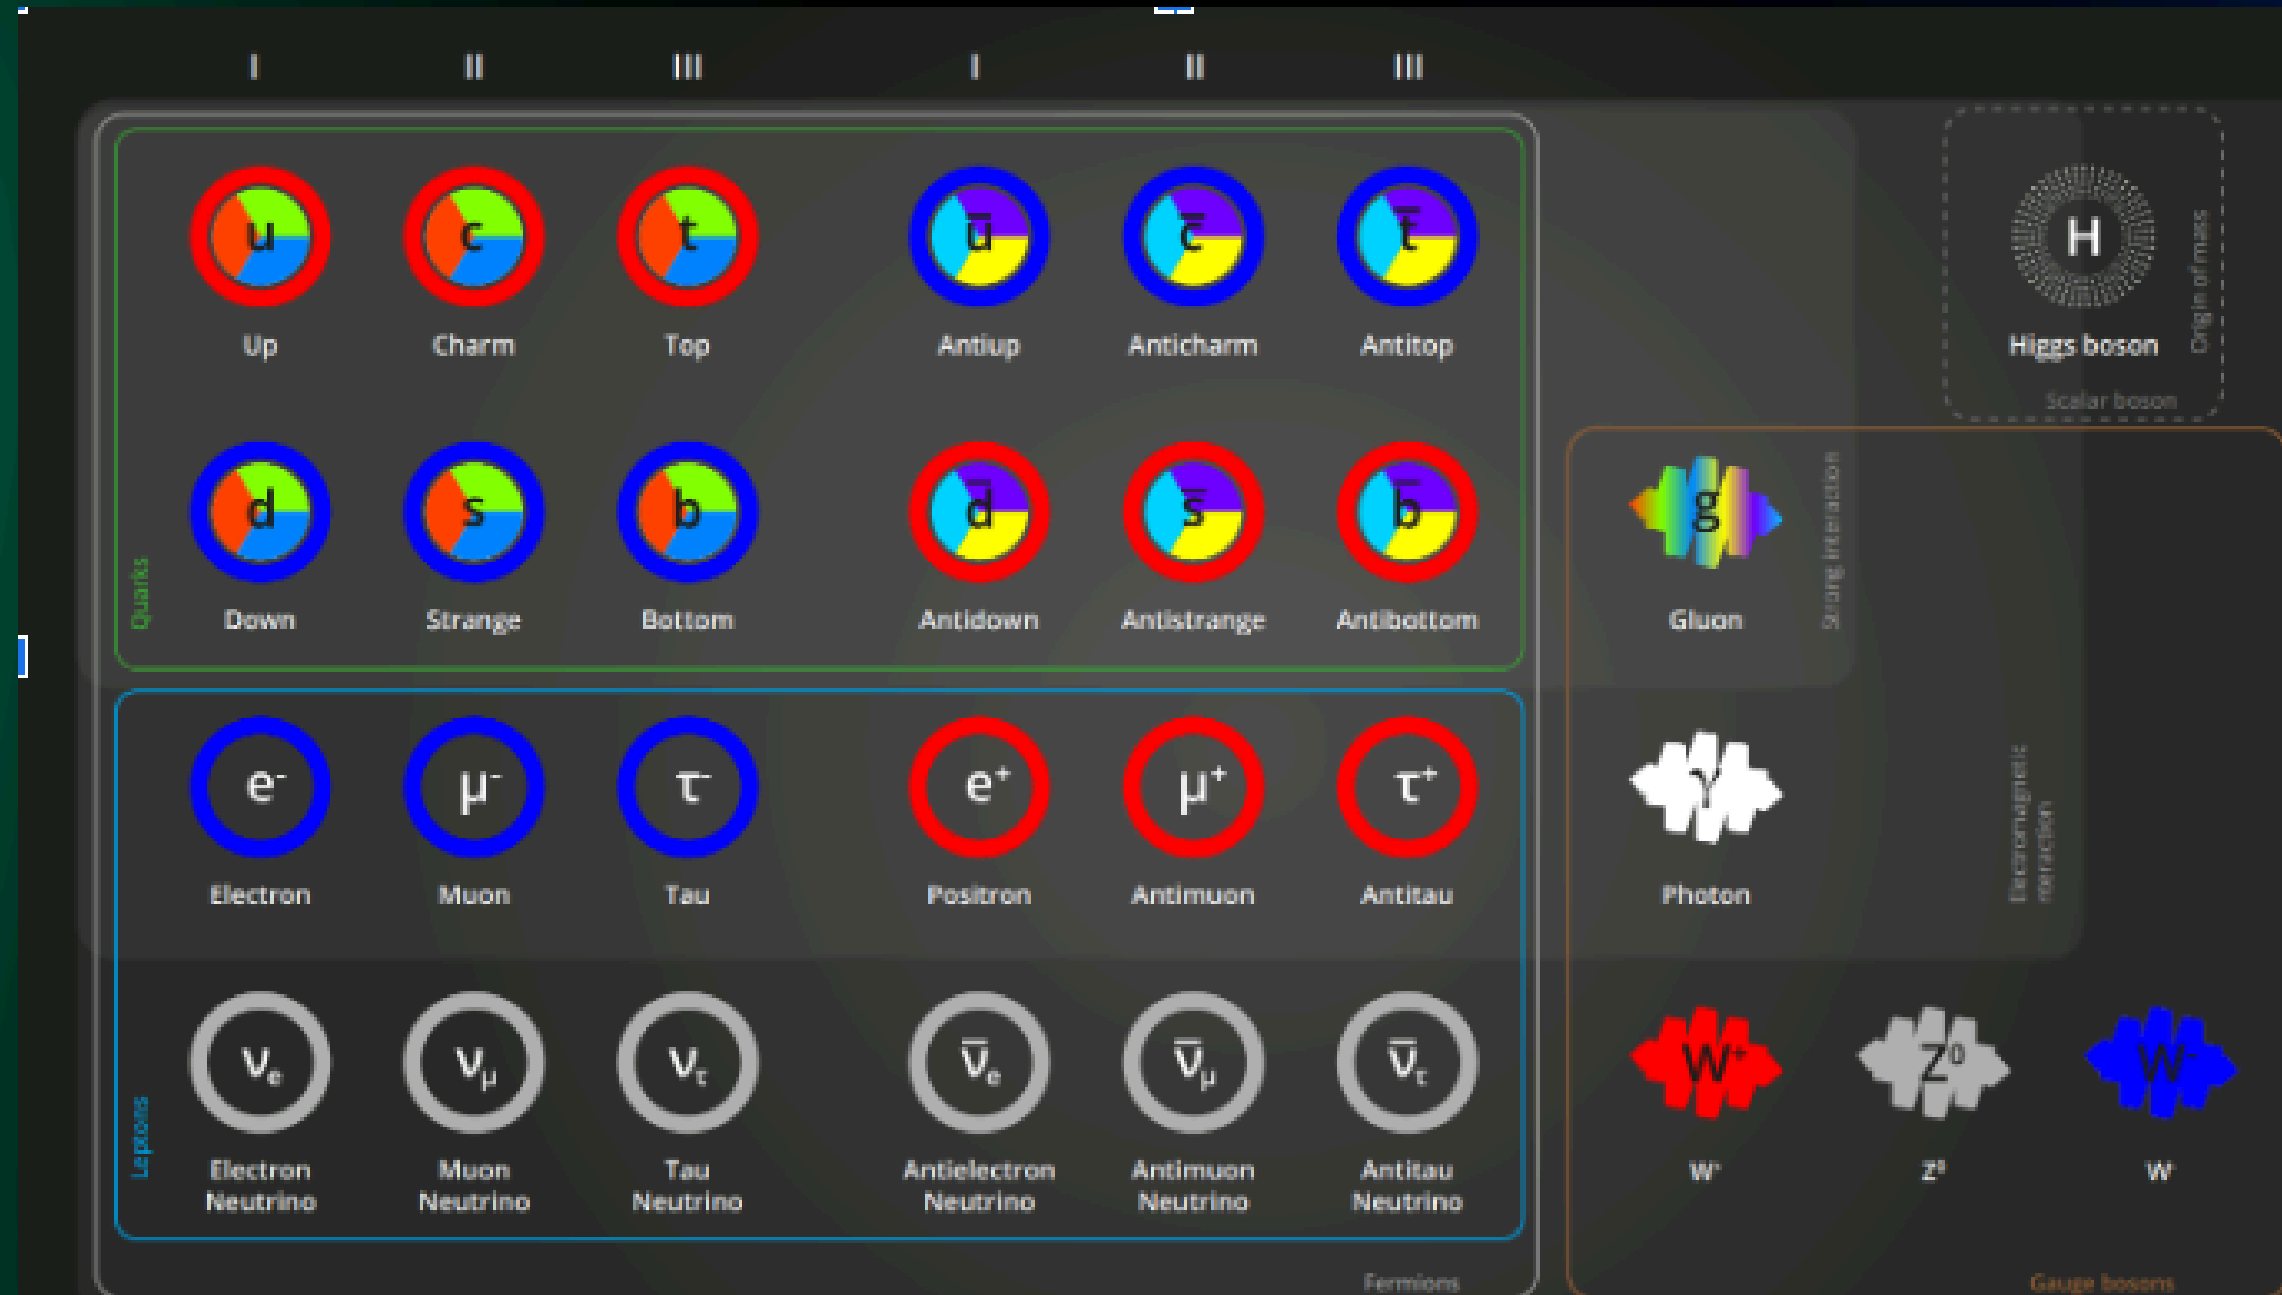 I II III I II III
u c t u̅ c̅ t̅ H
Up Charm Top Antiup Anticharm Antitop Higgs boson
Origin of mass
Scalar boson
d s b d̅ s̅ b̅ g
Down Strange Bottom Antidown Antistrange Antibottom Gluon
Quarks
Strong interaction
e⁻ μ⁻ τ⁻ e⁺ μ⁺ τ⁺ γ
Electron Muon Tau Positron Antimuon Antitau Photon
interaction
νe νμ ντ ν̅e ν̅μ ν̅τ W⁺ Z⁰ W⁻
Electron Muon Tau Antielectron Antimuon Antitau W⁺ Z⁰ W⁻
Neutrino Neutrino Neutrino Neutrino Neutrino Neutrino
Leptons
Fermions Gauge bosons